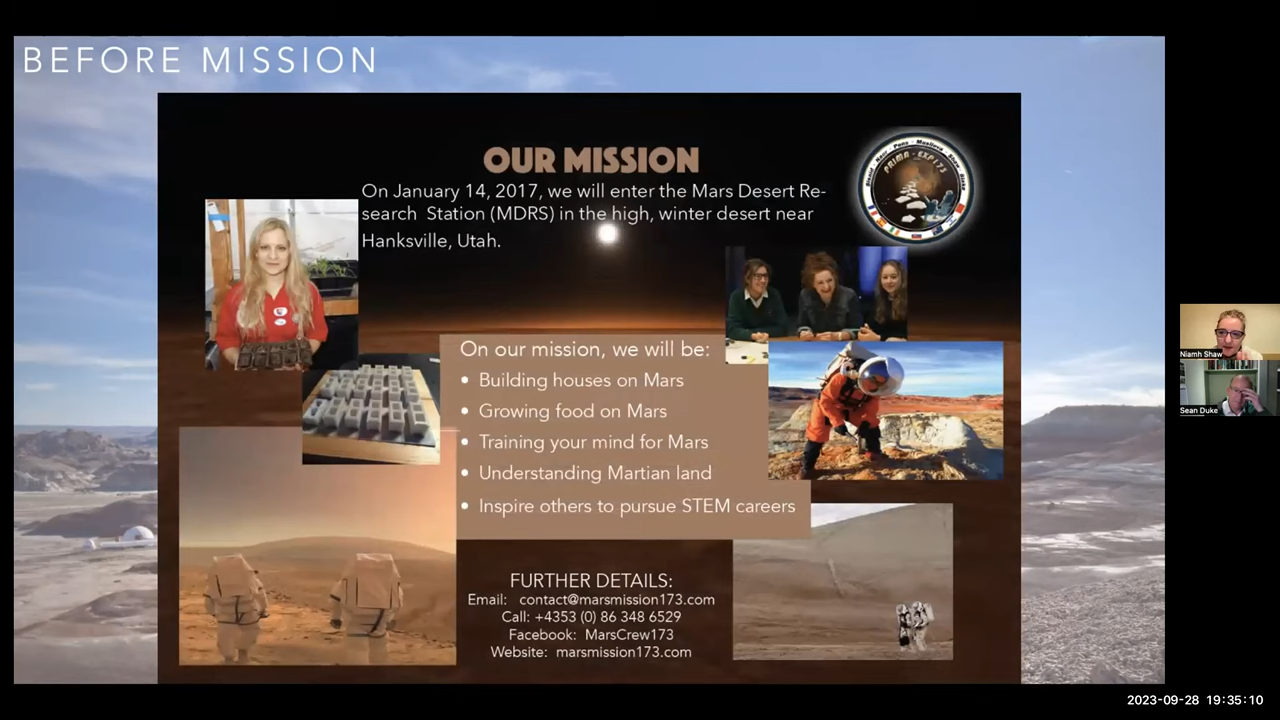 BEFORE MISSION
OUR MISSION
On January 14, 2017, we will enter the Mars Desert Re-
search Station (MDRS) in the high, winter desert near
Hanksville, Utah.
PRIMA - EXP173
On our mission, we will be:
• Building houses on Mars
• Growing food on Mars
• Training your mind for Mars
• Understanding Martian land
• Inspire others to pursue STEM careers
FURTHER DETAILS:
Email: contact@marsmission173.com
Call: +4353 (0) 86 348 6529
Facebook: MarsCrew173
Website: marsmission173.com
Niamh Shaw
Sean Duke
2023-09-28 19:35:10